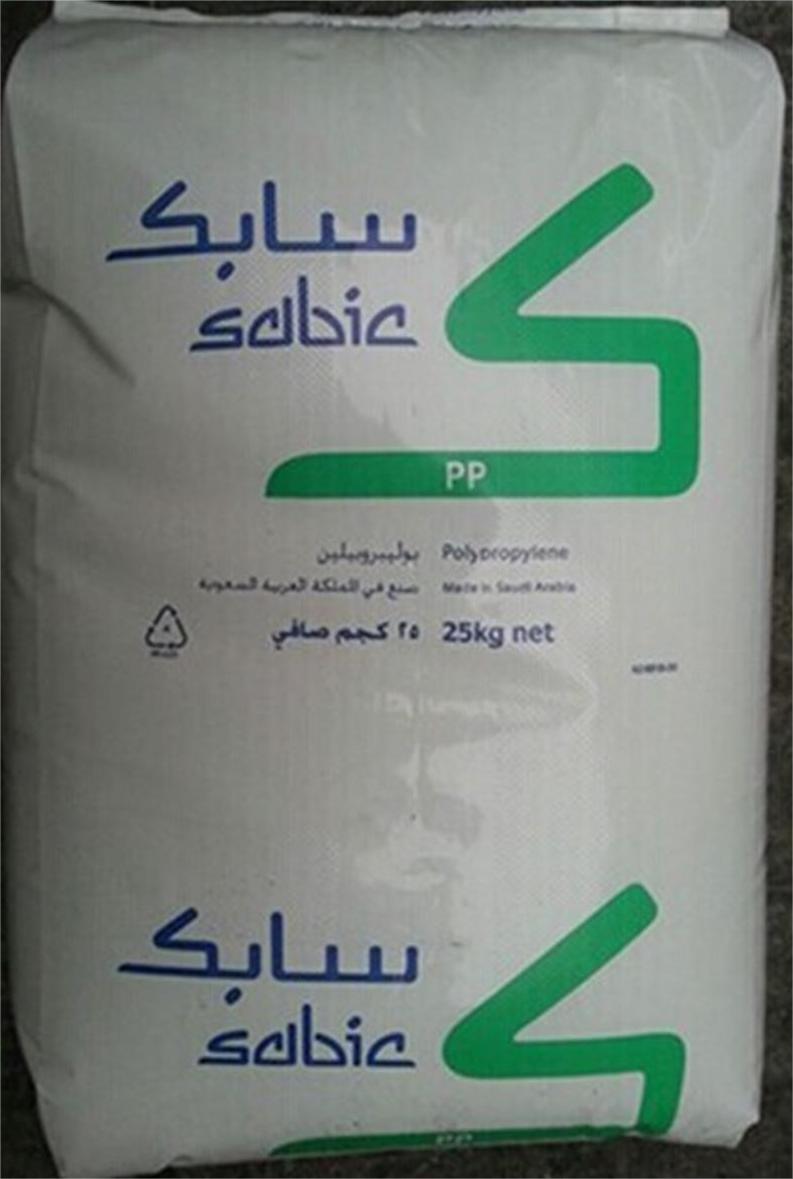 سابك
sabic
PP
بوليبروبيلين Polypropylene
صنع في المملكة العربية السعودية Made in Saudi Arabia
٢٥ كجم صافي 25kg net
سابك
sabic
PP